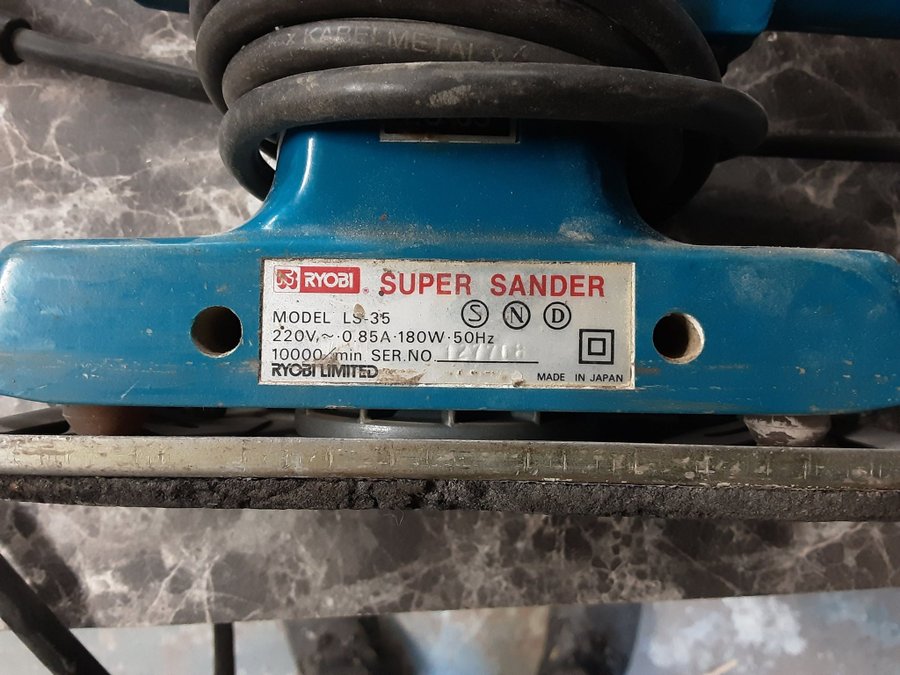 KABELMETAL
RYOBI SUPER SANDER
MODEL LS-35 S N D
220V~·0.85A·180W·50Hz
10000/min SER.NO.
RYOBI LIMITED
MADE IN JAPAN